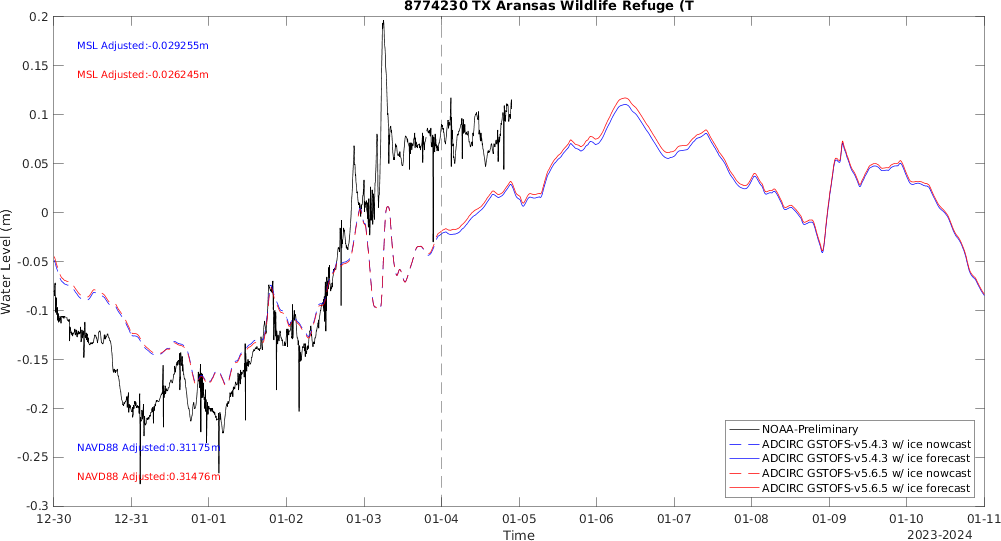 8774230 TX Aransas Wildlife Refuge (T
0.2
0.15
0.1
0.05
0
-0.05
-0.1
-0.15
-0.2
-0.25
-0.3
Water Level (m)
MSL Adjusted:-0.029255m
MSL Adjusted:-0.026245m
NAVD88 Adjusted:0.31175m
NAVD88 Adjusted:0.31476m
NOAA-Preliminary
ADCIRC GSTOFS-v5.4.3 w/ ice nowcast
ADCIRC GSTOFS-v5.4.3 w/ ice forecast
ADCIRC GSTOFS-v5.6.5 w/ ice nowcast
ADCIRC GSTOFS-v5.6.5 w/ ice forecast
12-30 12-31 01-01 01-02 01-03 01-04 01-05 01-06 01-07 01-08 01-09 01-10 01-11
Time
2023-2024